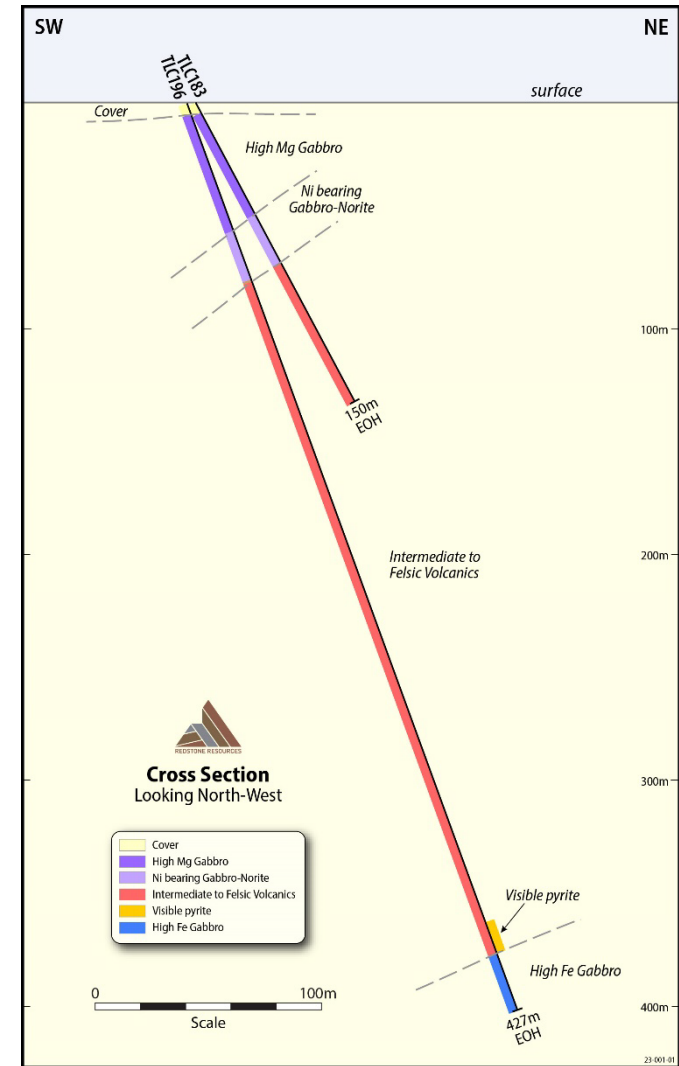 SW
NE
TLC196
TLC183
surface
Cover
High Mg Gabbro
Ni bearing
Gabbro-Norite
100m
150m
EOH
200m
Intermediate to
Felsic Volcanics
300m
REDSTONE RESOURCES
Cross Section
Looking North-West
Cover
High Mg Gabbro
Ni bearing Gabbro-Norite
Intermediate to Felsic Volcanics
Visible pyrite
High Fe Gabbro
Visible pyrite
High Fe Gabbro
0
100m
Scale
400m
427m
EOH
23-001-01